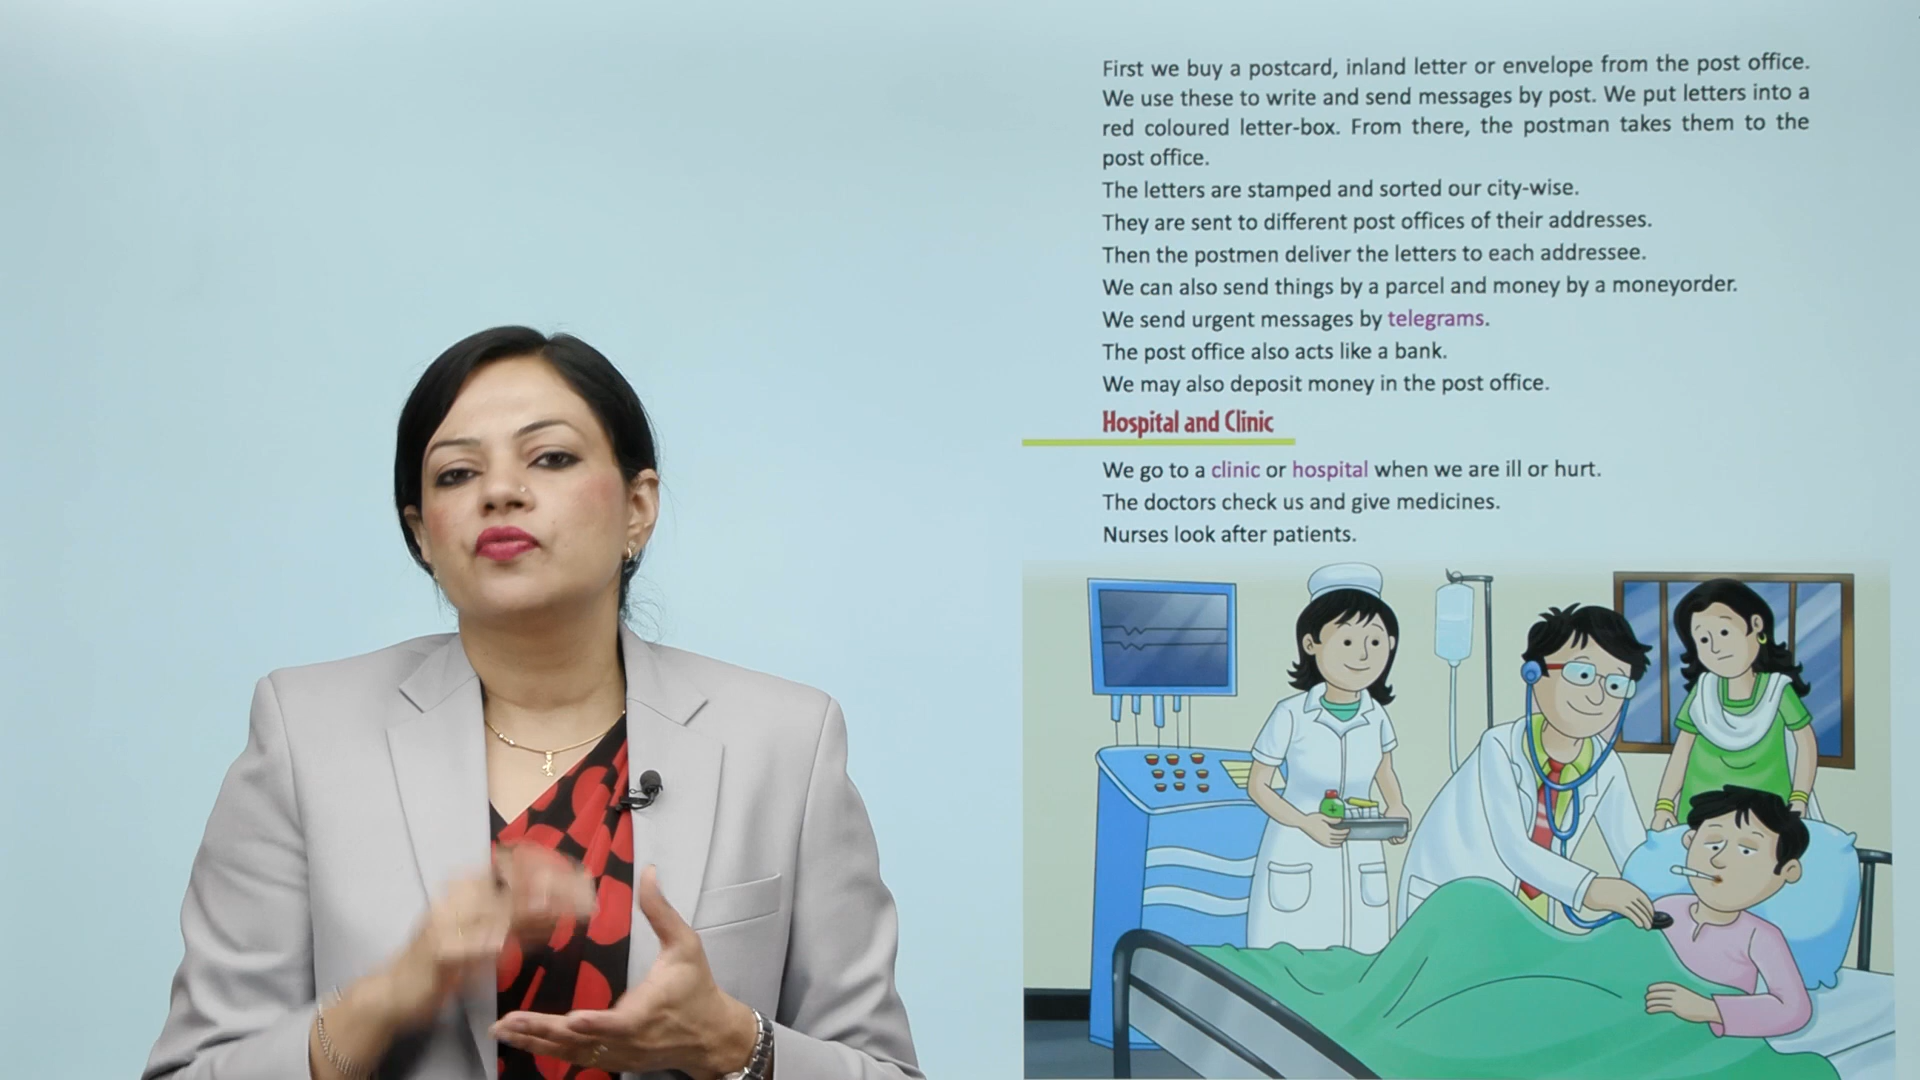 First we buy a postcard, inland letter or envelope from the post office.
We use these to write and send messages by post. We put letters into a
red coloured letter-box. From there, the postman takes them to the
post office.
The letters are stamped and sorted our city-wise.
They are sent to different post offices of their addresses.
Then the postmen deliver the letters to each addressee.
We can also send things by a parcel and money by a moneyorder.
We send urgent messages by telegrams.
The post office also acts like a bank.
We may also deposit money in the post office.
Hospital and Clinic
We go to a clinic or hospital when we are ill or hurt.
The doctors check us and give medicines.
Nurses look after patients.